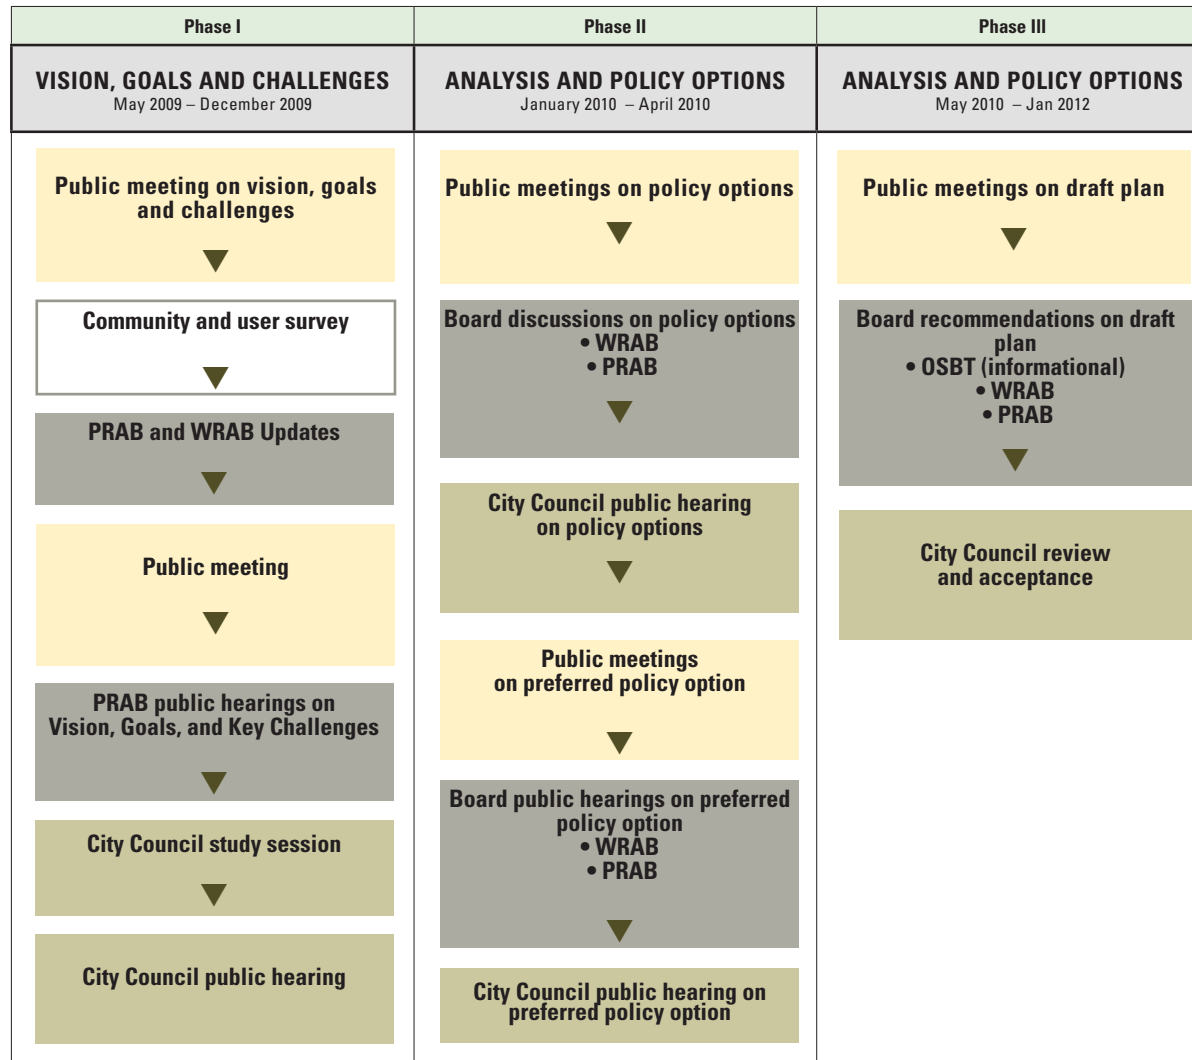 Phase I
VISION, GOALS AND CHALLENGES
May 2009 – December 2009
Public meeting on vision, goals
and challenges
Community and user survey
PRAB and WRAB Updates
Public meeting
PRAB public hearings on
Vision, Goals, and Key Challenges
City Council study session
City Council public hearing
Phase II
ANALYSIS AND POLICY OPTIONS
January 2010 – April 2010
Public meetings on policy options
Board discussions on policy options
• WRAB
• PRAB
City Council public hearing
on policy options
Public meetings
on preferred policy option
Board public hearings on preferred
policy option
• WRAB
• PRAB
City Council public hearing on
preferred policy option
Phase III
ANALYSIS AND POLICY OPTIONS
May 2010 – Jan 2012
Public meetings on draft plan
Board recommendations on draft
plan
• OSBT (informational)
• WRAB
• PRAB
City Council review
and acceptance